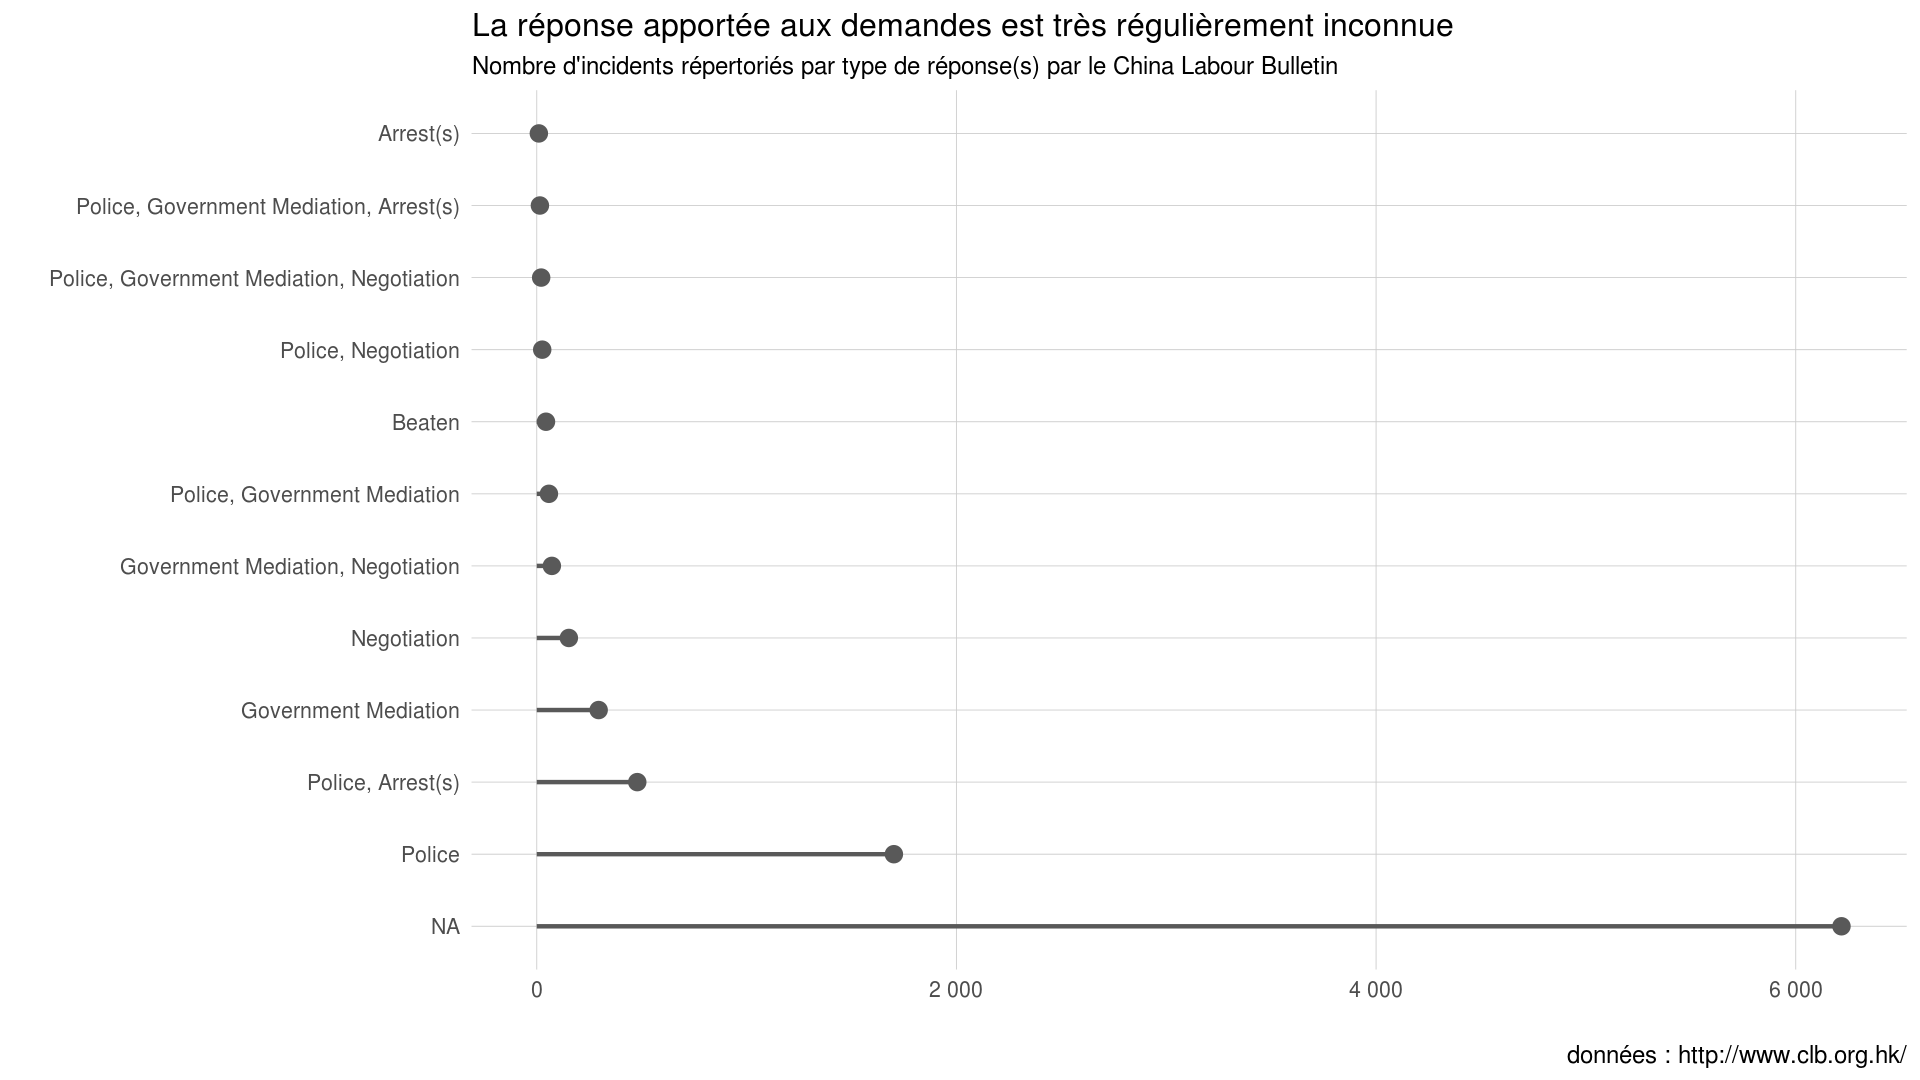 La réponse apportée aux demandes est très régulièrement inconnue
Nombre d'incidents répertoriés par type de réponse(s) par le China Labour Bulletin
Arrest(s)
Police, Government Mediation, Arrest(s)
Police, Government Mediation, Negotiation
Police, Negotiation
Beaten
Police, Government Mediation
Government Mediation, Negotiation
Negotiation
Government Mediation
Police, Arrest(s)
Police
NA
0 2 000 4 000 6 000
données : http://www.clb.org.hk/